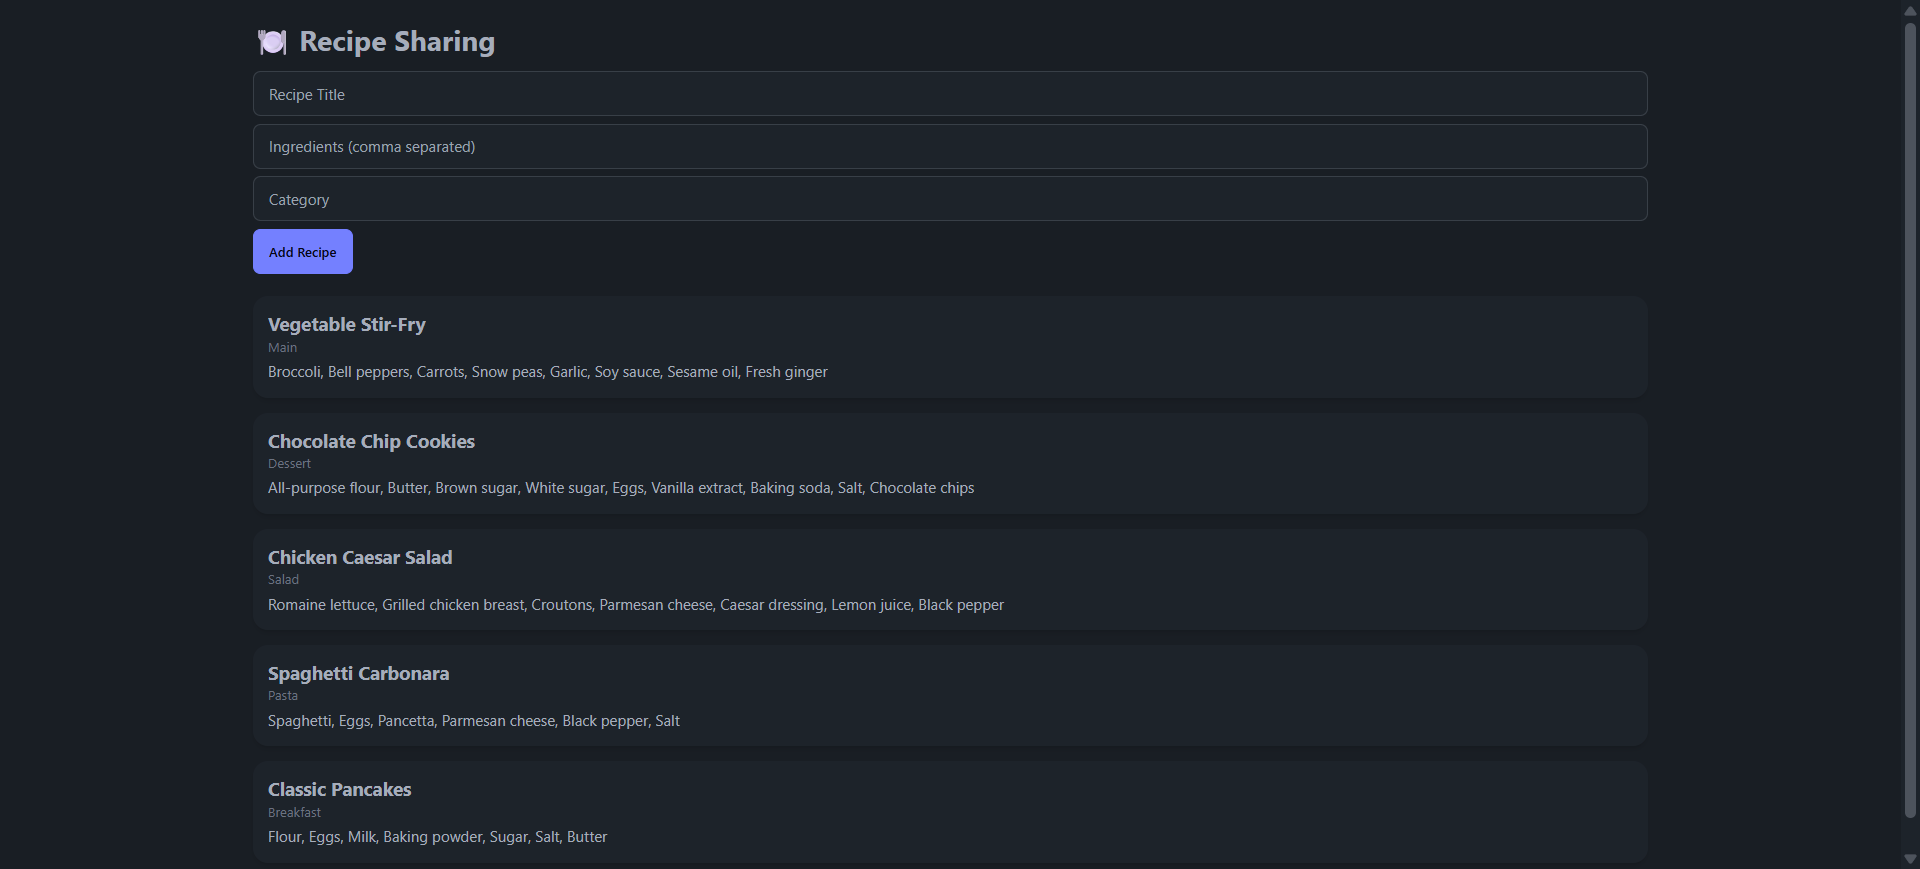 Recipe Sharing
Recipe Title
Ingredients (comma separated)
Category
Add Recipe
Vegetable Stir-Fry
Main
Broccoli, Bell peppers, Carrots, Snow peas, Garlic, Soy sauce, Sesame oil, Fresh ginger
Chocolate Chip Cookies
Dessert
All-purpose flour, Butter, Brown sugar, White sugar, Eggs, Vanilla extract, Baking soda, Salt, Chocolate chips
Chicken Caesar Salad
Salad
Romaine lettuce, Grilled chicken breast, Croutons, Parmesan cheese, Caesar dressing, Lemon juice, Black pepper
Spaghetti Carbonara
Pasta
Spaghetti, Eggs, Pancetta, Parmesan cheese, Black pepper, Salt
Classic Pancakes
Breakfast
Flour, Eggs, Milk, Baking powder, Sugar, Salt, Butter